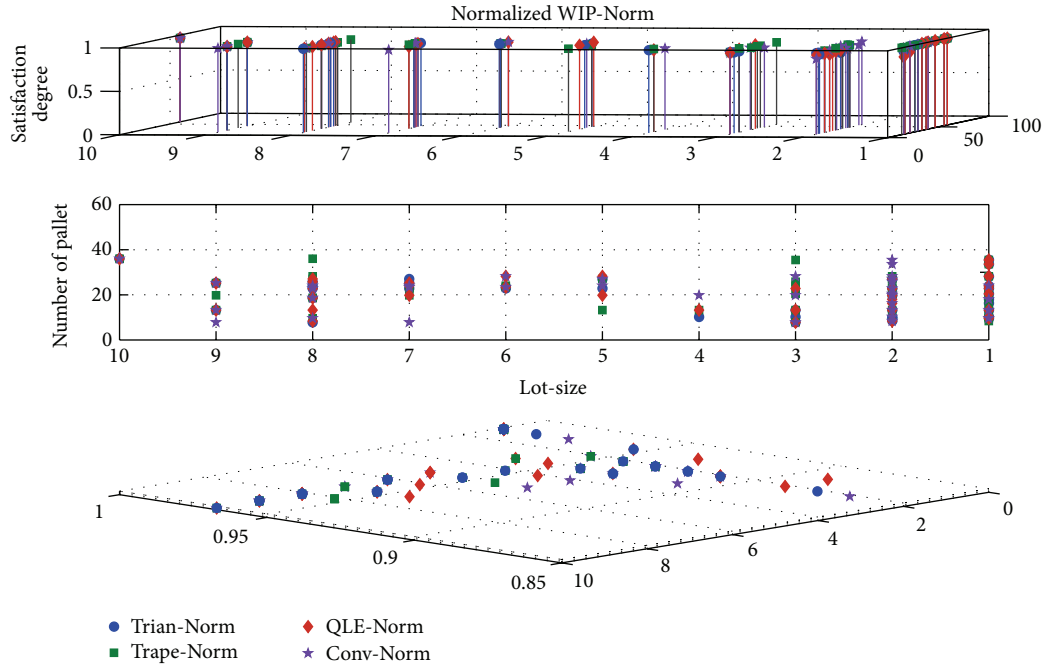 Normalized WIP-Norm
Satisfaction
degree
1
0.5
0
10 9 8 7 6 5 4 3 2 1 0 50 100
Number of pallet
60
40
20
0
10 9 8 7 6 5 4 3 2 1
Lot-size
1 0.95 0.9 0.85
10 8 6 4 2 0
Trian-Norm QLE-Norm
Trape-Norm Conv-Norm